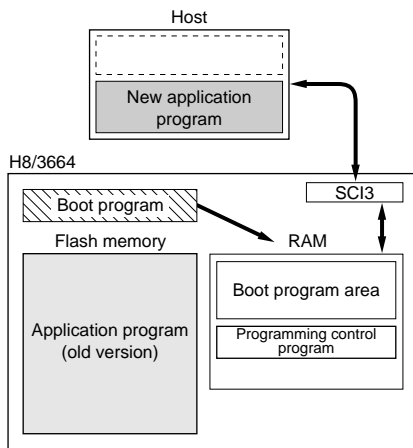 Host
New application
program
H8/3664
SCI3
Boot program
Flash memory
RAM
Boot program area
Application program
(old version)
Programming control
program